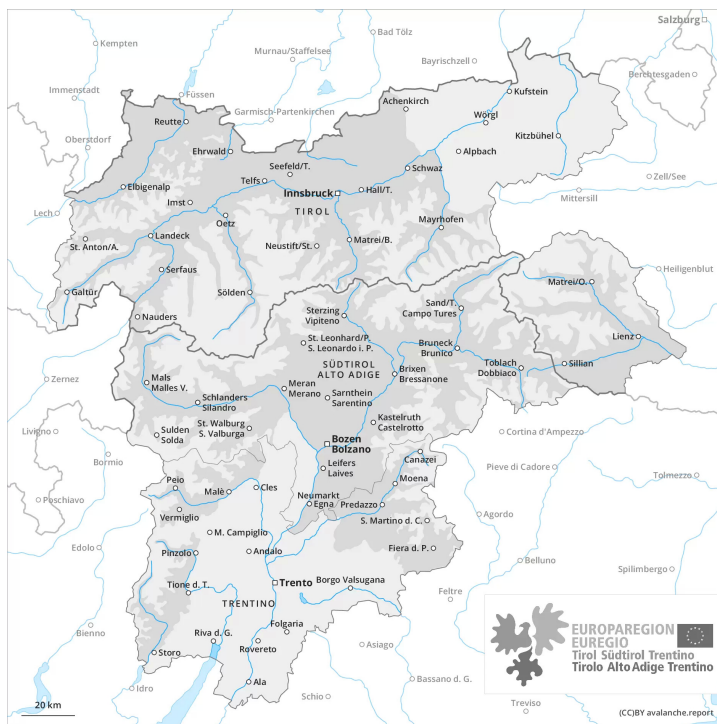 Salzburg
Kempten
Bad Tölz
Murnau/Staffelsee
Bayrischzell
Berchtesgaden
Immenstadt
Füssen
Achenkirch
Kufstein
Garmisch-Partenkirchen
Reutte
Wörgl
Oberstdorf
Kitzbühel
Ehrwald
Alpbach
Seefeld/T.
Schwaz
Telfs
Zell/See
Elbigenalp
Innsbruck
Hall/T.
Mittersill
Imst
TIROL
Lech
Oetz
Mayrhofen
Landeck
Matrei/B.
St. Anton/A.
Neustift/St.
Serfaus
Heiligenblut
Matrei/O.
Galtür
Sölden
Sand/T.
Campo Tures
Nauders
Sterzing
Vipiteno
Lienz
St. Leonhard/P.
S. Leonardo i. P.
Bruneck
Brunico
Toblach
Dobbiaco
Sillian
SÜDTIROL
ALTO ADIGE
Brixen
Bressanone
Zernez
Mals
Malles V.
Meran
Merano
Sarnthein
Sarentino
Schlanders
Silandro
Kastelruth
Castelrotto
St. Walburg
S. Valburga
Livigno
Sulden
Solda
Cortina d'Ampezzo
Bozen
Bolzano
Bormio
Canazei
Leifers
Laives
Pieve di Cadore
Tolmezzo
Peio
Moena
Malè
Cles
Neumarkt
Egna
Predazzo
Poschiavo
Vermiglio
Agordo
S. Martino d. C.
M. Campiglio
Edolo
Pinzolo
Andalo
Fiera d. P.
Belluno
Spilimbergo
Tione d. T.
Trento
Borgo Valsugana
Feltre
TRENTINO
Folgaria
Bienno
Riva d. G.
Rovereto
Asiago
Storo
Ala
Bassano d. G.
Idro
Schio
Treviso
EUROPAREGION
EUREGIO
Tirol Südtirol Trentino
Tirolo Alto Adige Trentino
20 km
(CC)BY avalanche.report